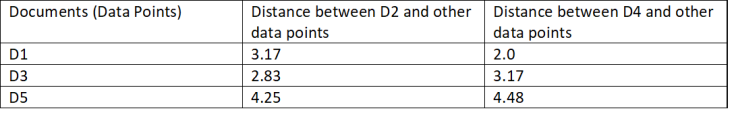 Documents (Data Points) Distance between D2 and other data points Distance between D4 and other data points
D1 3.17 2.0
D3 2.83 3.17
D5 4.25 4.48